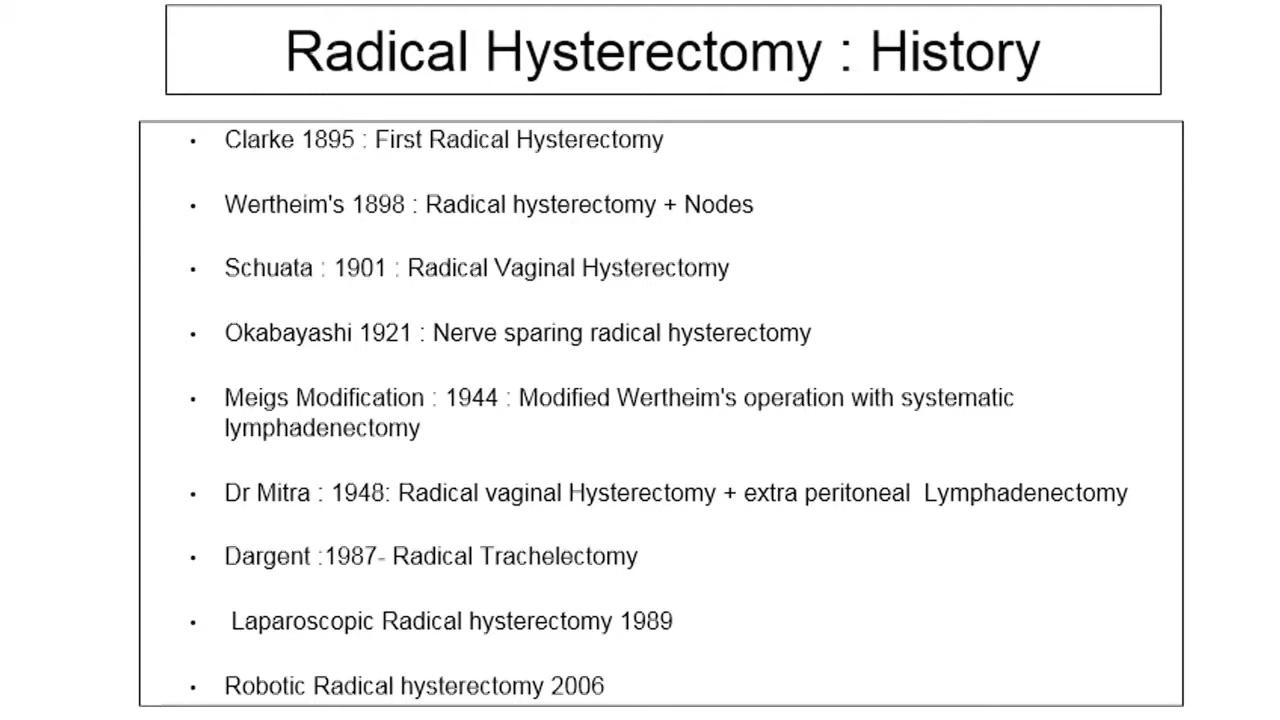 Radical Hysterectomy : History
• Clarke 1895 : First Radical Hysterectomy
• Wertheim's 1898 : Radical hysterectomy + Nodes
• Schuata : 1901 : Radical Vaginal Hysterectomy
• Okabayashi 1921 : Nerve sparing radical hysterectomy
• Meigs Modification : 1944 : Modified Wertheim's operation with systematic
lymphadenectomy
• Dr Mitra : 1948: Radical vaginal Hysterectomy + extra peritoneal Lymphadenectomy
• Dargent :1987- Radical Trachelectomy
• Laparoscopic Radical hysterectomy 1989
• Robotic Radical hysterectomy 2006